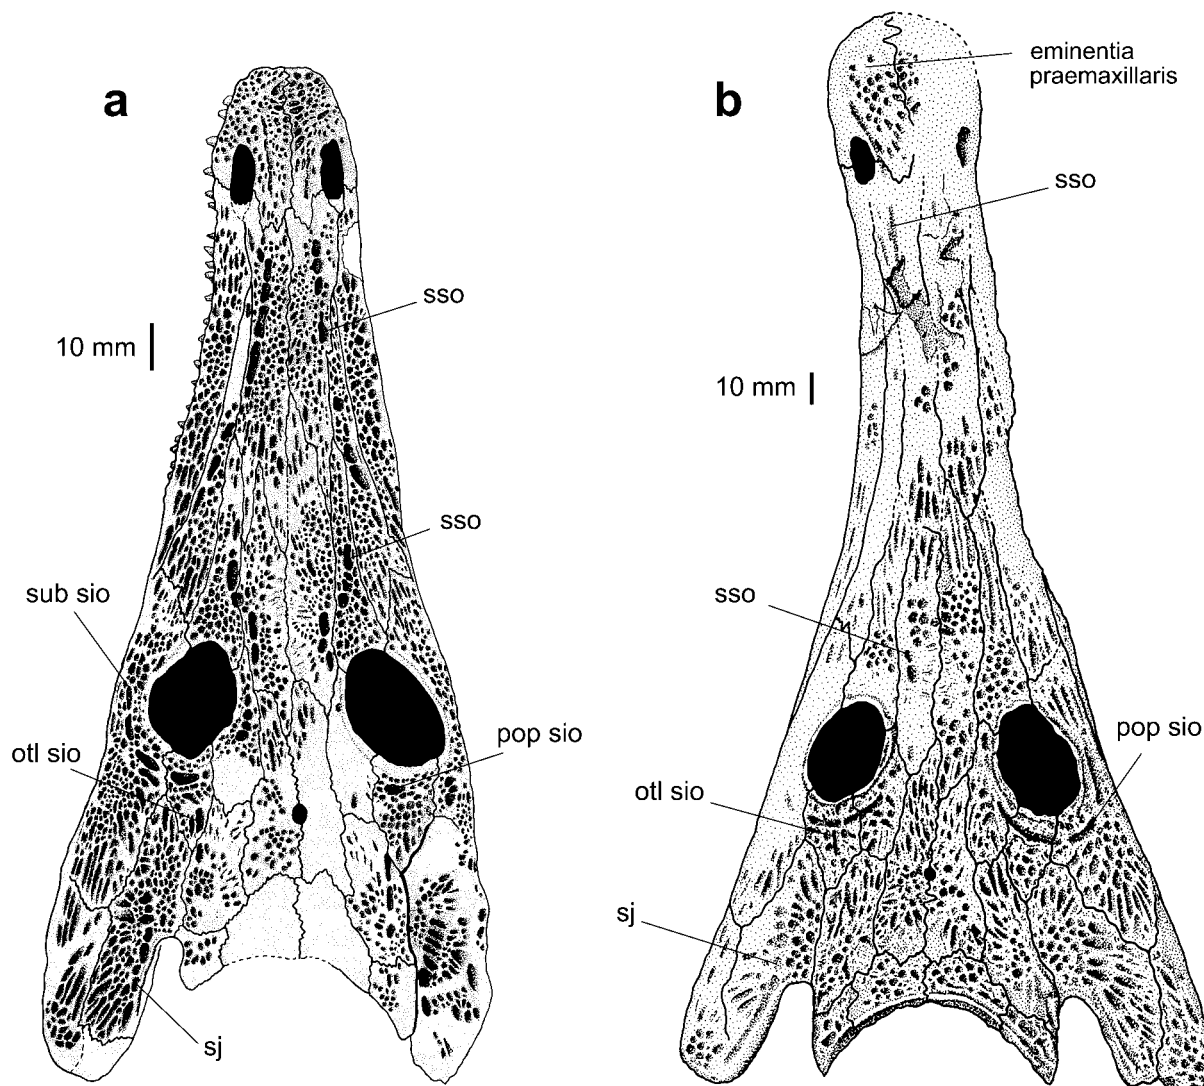 a
sso
10 mm
sso
sub sio
otl sio
pop sio
sj
b
eminentia
praemaxillaris
sso
10 mm
sso
pop sio
otl sio
sj